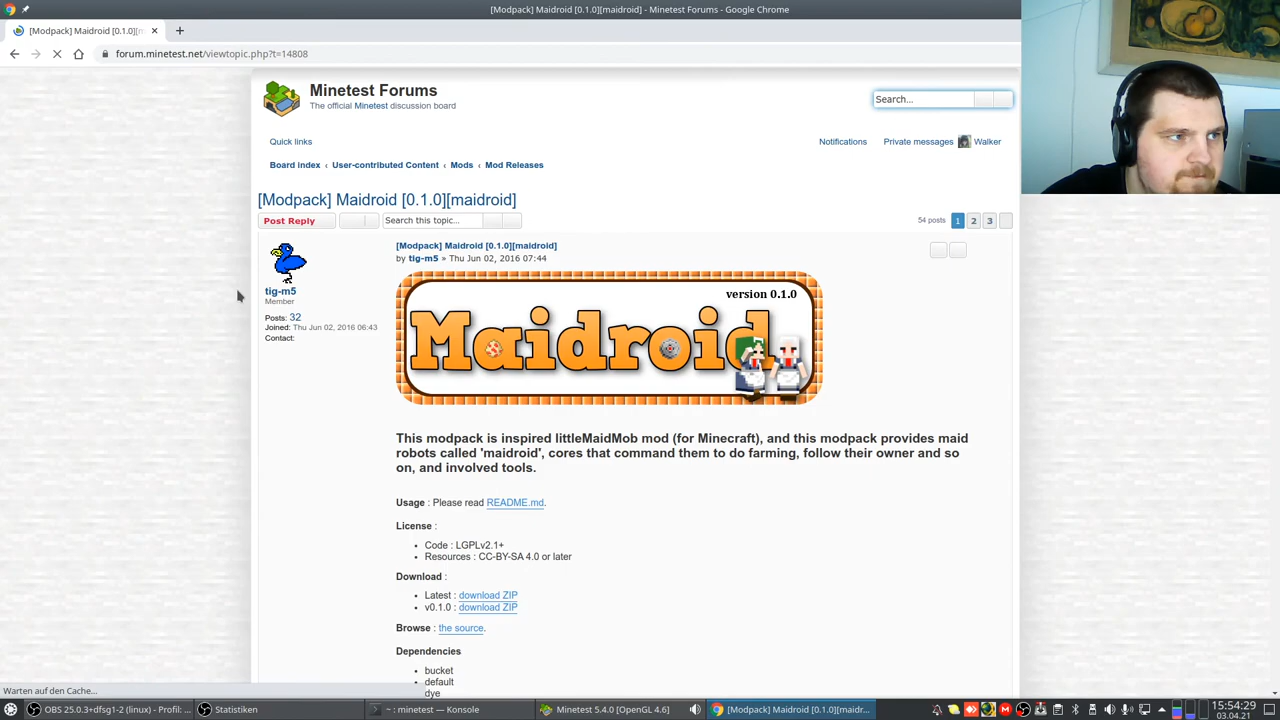 [Modpack] Maidroid [0.1.0][maidroid] - Minetest Forums - Google Chrome
[Modpack] Maidroid [0.1.0][m
forum.minetest.net/viewtopic.php?t=14808
Minetest Forums
The official Minetest discussion board
Search…
Quick links
Notifications
Private messages
Walker
Board index ‹ User-contributed Content ‹ Mods ‹ Mod Releases
[Modpack] Maidroid [0.1.0][maidroid]
Post Reply
Search this topic…
54 posts
1
2
3
[Modpack] Maidroid [0.1.0][maidroid]
by tig-m5 » Thu Jun 02, 2016 07:44
tig-m5
Member
Posts: 32
Joined: Thu Jun 02, 2016 06:43
Contact:
version 0.1.0
Maidroid
This modpack is inspired littleMaidMob mod (for Minecraft), and this modpack provides maid
robots called 'maidroid', cores that command them to do farming, follow their owner and so
on, and involved tools.
Usage : Please read README.md.
License :
Code : LGPLv2.1+
Resources : CC-BY-SA 4.0 or later
Download :
Latest : download ZIP
v0.1.0 : download ZIP
Browse : the source.
Dependencies
bucket
default
dye
Warten auf den Cache...
OBS 25.0.3+dfsg1-2 (linux) - Profil: ...
Statistiken
~ : minetest — Konsole
Minetest 5.4.0 [OpenGL 4.6]
[Modpack] Maidroid [0.1.0][maidr...
15:54:29
03.04.21